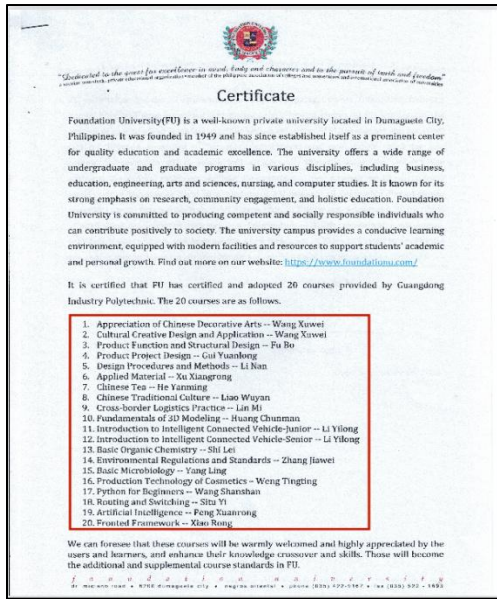 "Dedicated to the quest for excellence in mind, body and character and to the pursuit of truth and freedom"
Certificate
Foundation University(FU) is a well-known private university located in Dumaguete City,
Philippines. It was founded in 1949 and has since established itself as a prominent center
for quality education and academic excellence. The university offers a wide range of
undergraduate and graduate programs in various disciplines, including business,
education, engineering, arts and sciences, nursing, and computer studies. It is known for its
strong emphasis on research, community engagement, and holistic education. Foundation
University is committed to producing competent and socially responsible individuals who
can contribute positively to society. The university campus provides a conducive learning
environment, equipped with modern facilities and resources to support students' academic
and personal growth. Find out more on our website: https://www.foundationu.com/
It is certified that FU has certified and adopted 20 courses provided by Guangdong
Industry Polytechnic. The 20 courses are as follows.
1. Appreciation of Chinese Decorative Arts -- Wang Xuwei
2. Cultural Creative Design and Application -- Wang Xuwei
3. Product Function and Structural Design -- Fu Bo
4. Product Project Design -- Gui Yuanlong
5. Design Procedures and Methods -- Li Nan
6. Applied Material -- Xu Xiangrong
7. Chinese Tea -- He Yanming
8. Chinese Traditional Culture -- Liao Wuyan
9. Cross-border Logistics Practice -- Lin Mi
10. Fundamentals of 3D Modeling -- Huang Chunman
11. Introduction to Intelligent Connected Vehicle-Junior -- Li Yilong
12. Introduction to Intelligent Connected Vehicle-Senior -- Li Yilong
13. Basic Organic Chemistry -- Shi Lei
14. Environmental Regulations and Standards -- Zhang Jiawei
15. Basic Microbiology -- Yang Ling
16. Production Technology of Cosmetics -- Weng Tingting
17. Python for Beginners -- Wang Shanshan
18. Routing and Switching -- Situ Yi
19. Artificial Intelligence -- Peng Xuanrong
20. Fronted Framework -- Xiao Rong
We can foresee that these courses will be warmly welcomed and highly appreciated by the
users and learners, and enhance their knowledge crossover and skills. Those will become
the additional and supplemental course standards in FU.
foundation university
dr. miciano road • 6200 dumaguete city • negros oriental • phone (035) 422-9167 • fax (035) 422 -